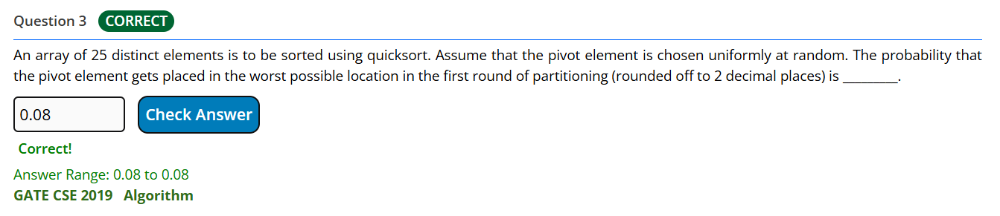 Question 3 CORRECT
An array of 25 distinct elements is to be sorted using quicksort. Assume that the pivot element is chosen uniformly at random. The probability that
the pivot element gets placed in the worst possible location in the first round of partitioning (rounded off to 2 decimal places) is _________.
0.08 Check Answer
Correct!
Answer Range: 0.08 to 0.08
GATE CSE 2019 Algorithm